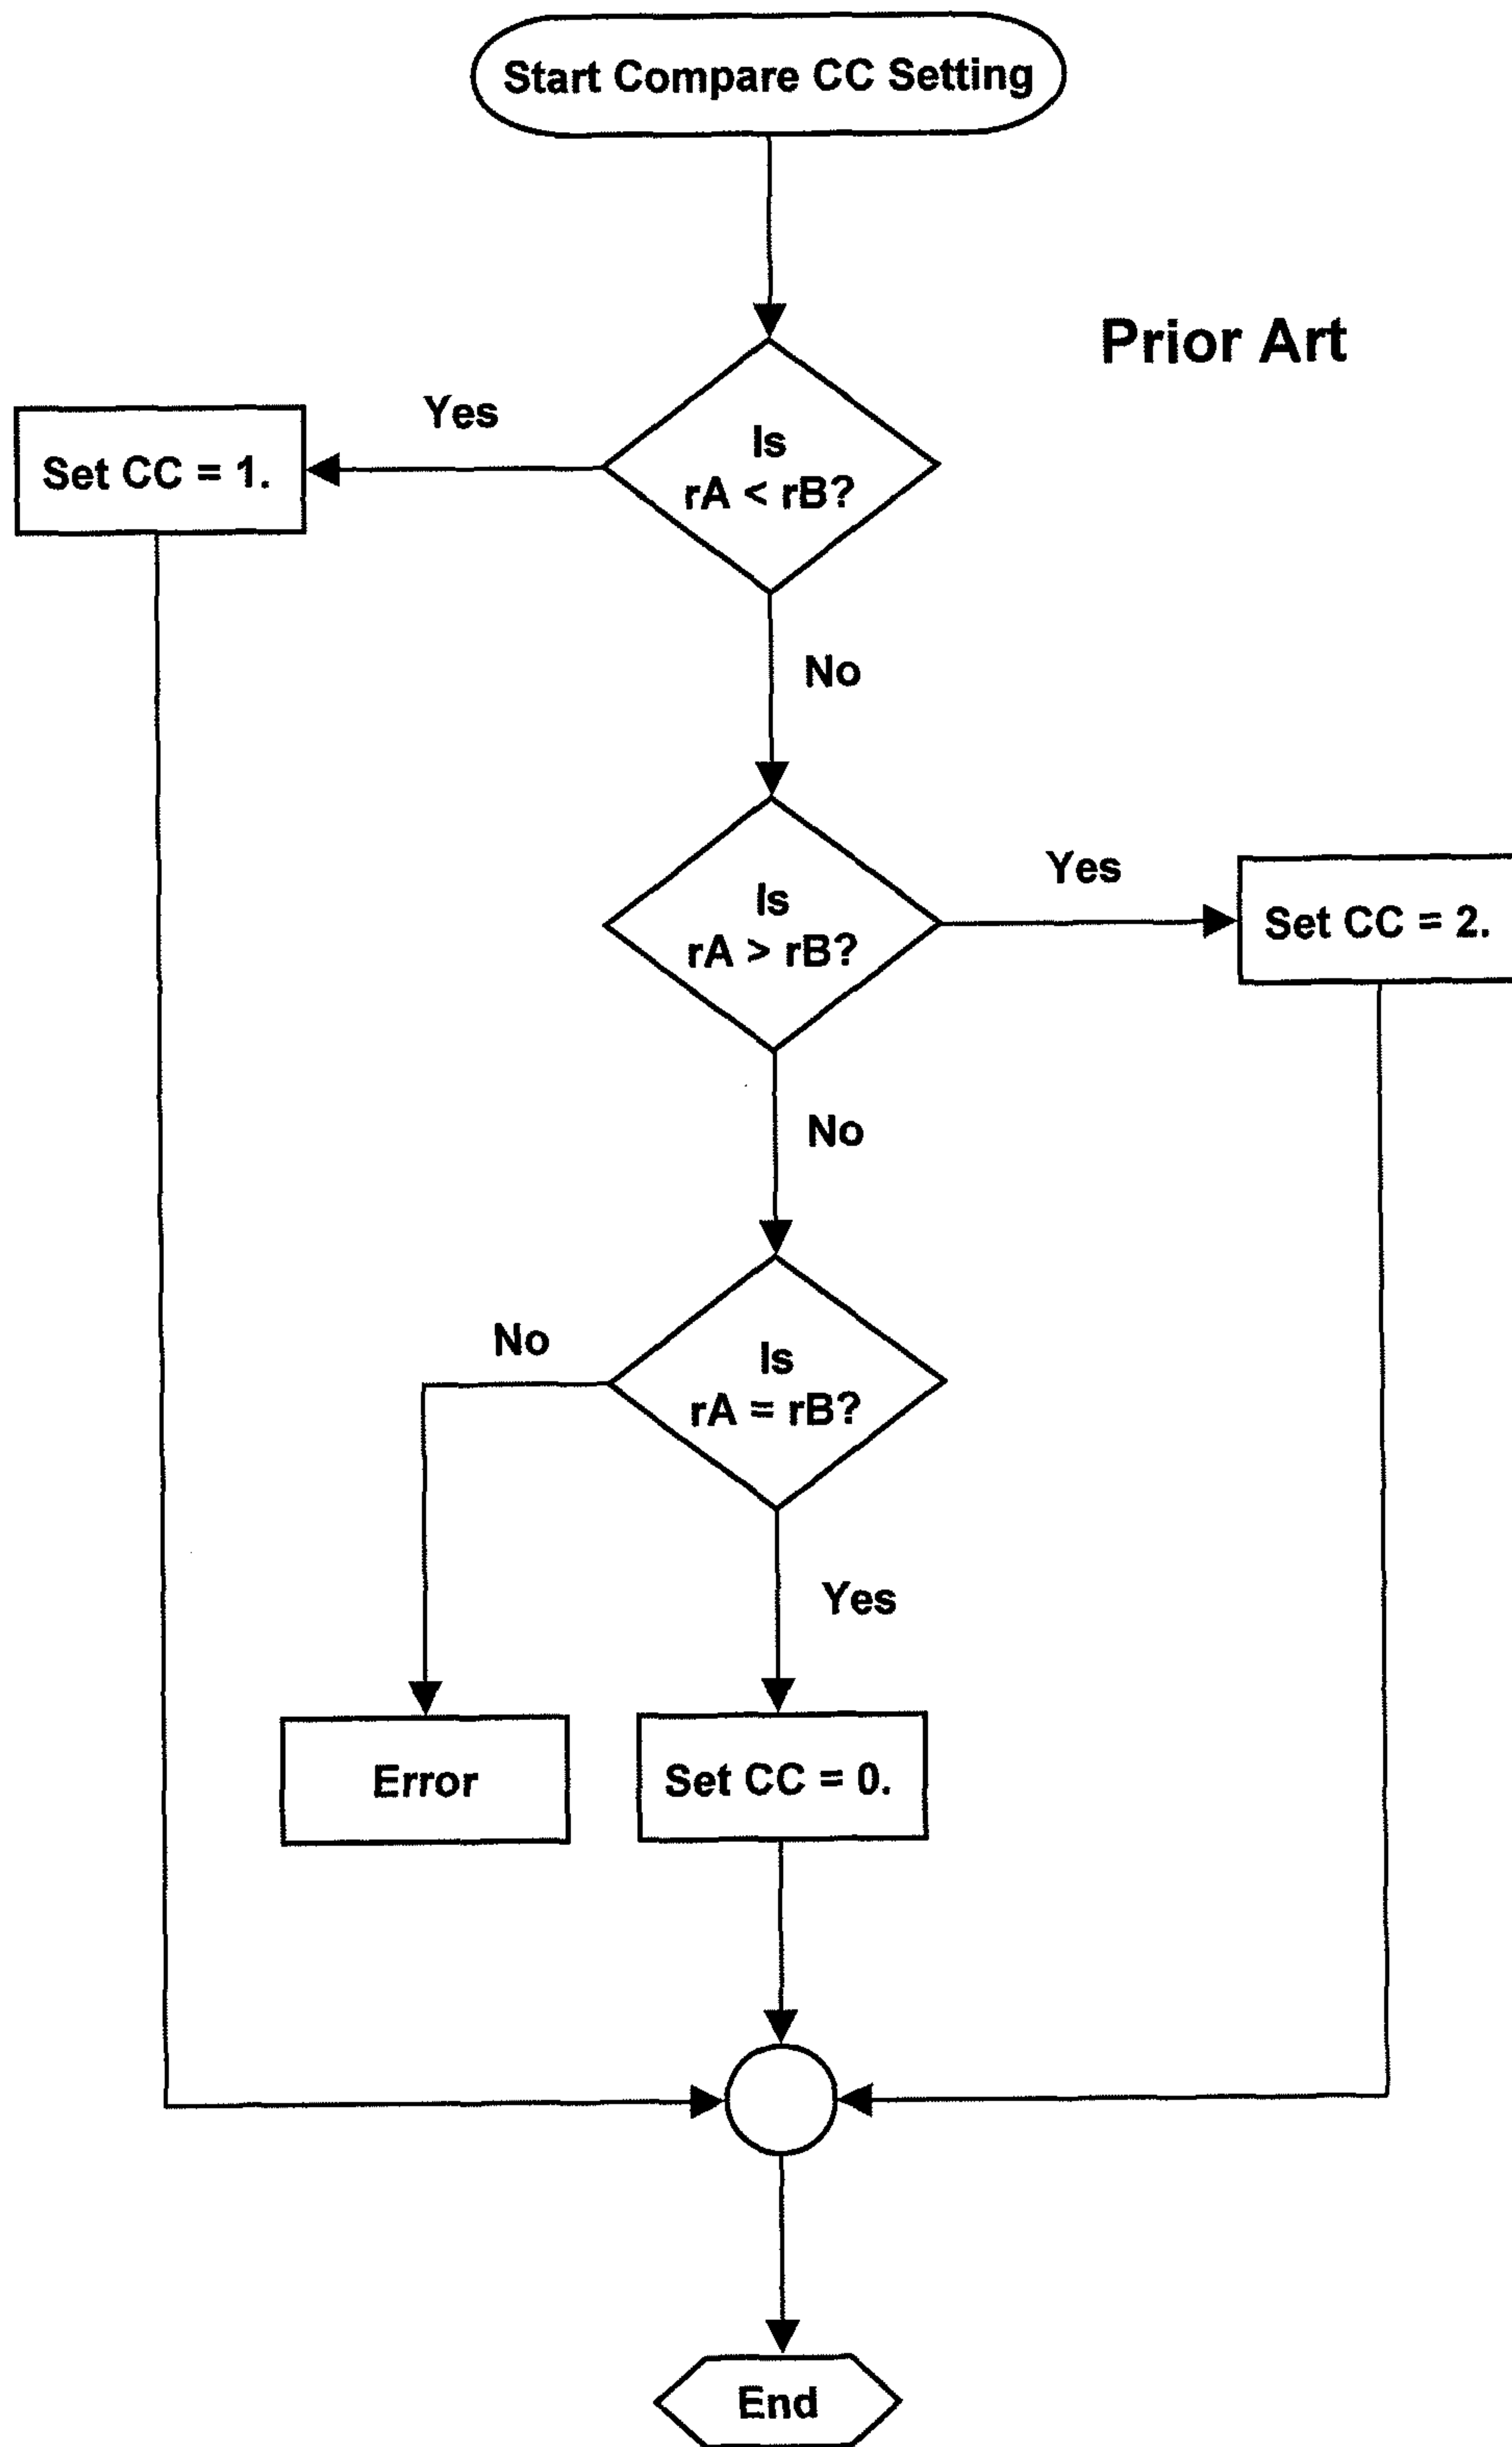 Start Compare CC Setting
Prior Art
Yes
Is
rA < rB?
Set CC = 1.
No
Yes
Is
rA > rB?
Set CC = 2.
No
No
Is
rA = rB?
Yes
Error
Set CC = 0.
End